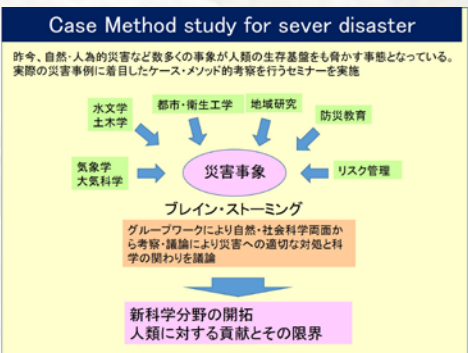 Case Method study for sever disaster
昨今、自然・人為的災害など数多くの事象が人類の生存基盤をも脅かす事態となっている。
実際の災害事例に着目したケース・メソッド的考察を行うセミナーを実施
水文学
土木学
都市・衛生工学
地域研究
防災教育
気象学
大気科学
災害事象
リスク管理
ブレイン・ストーミング
グループワークにより自然・社会科学両面か
ら考察・議論により災害への適切な対処と科
学の関わりを議論
新科学分野の開拓
人類に対する貢献とその限界